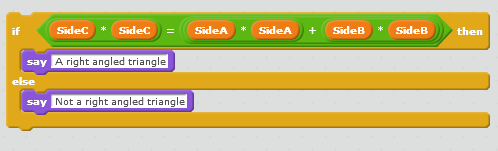 if SideC * SideC = SideA * SideA + SideB * SideB then
say A right angled triangle
else
say Not a right angled triangle